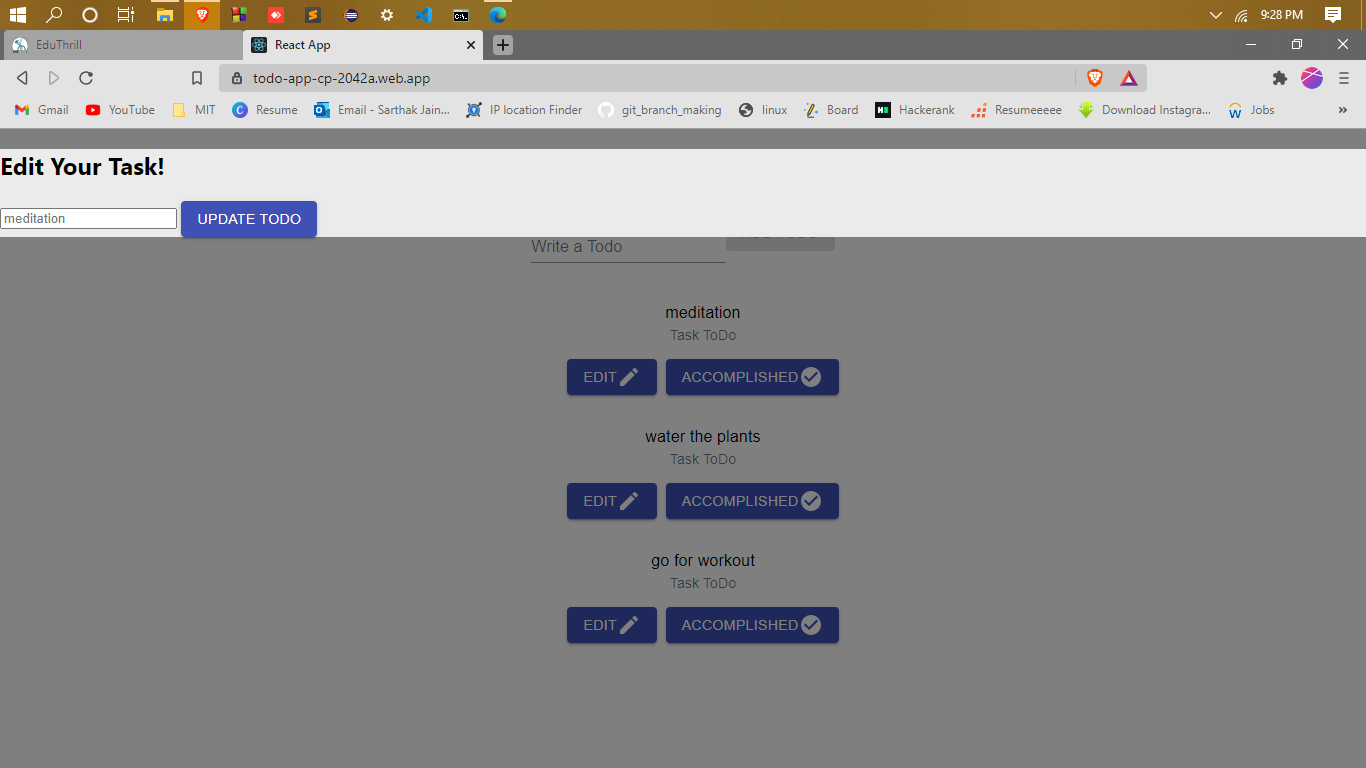 9:28 PM
EduThrill
React App
todo-app-cp-2042a.web.app
Gmail YouTube MIT Resume Email - Sarthak Jain... IP location Finder git_branch_making linux Board Hackerank Resumeeeee Download Instagra... Jobs
Edit Your Task!
meditation UPDATE TODO
Write a Todo
meditation
Task ToDo
EDIT ACCOMPLISHED
water the plants
Task ToDo
EDIT ACCOMPLISHED
go for workout
Task ToDo
EDIT ACCOMPLISHED